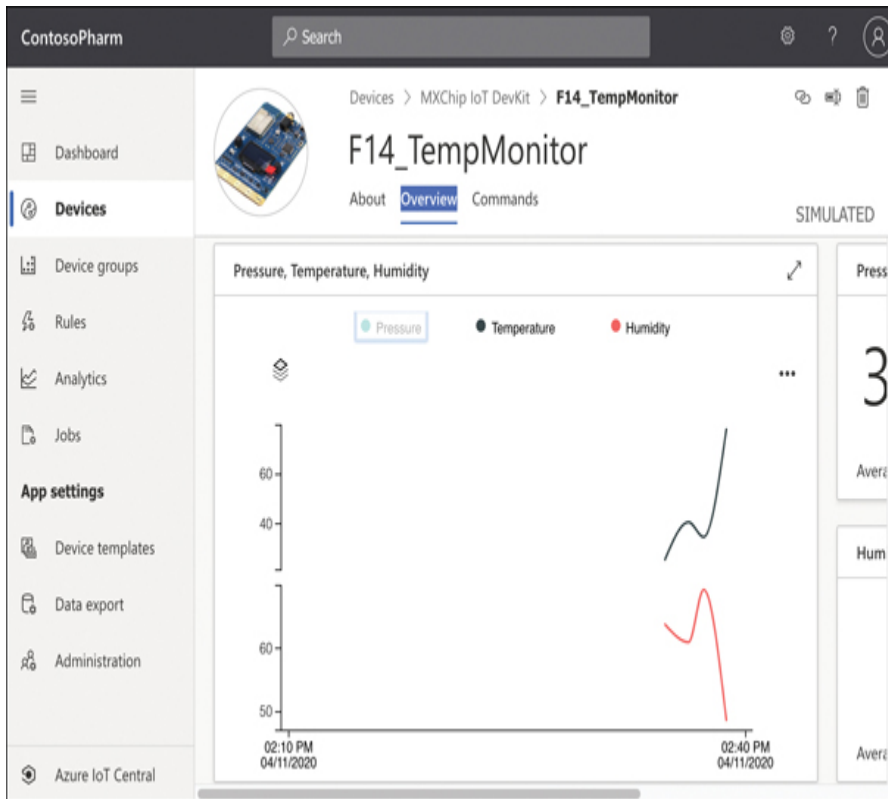 ContosoPharm
Search
?
Devices > MXChip IoT DevKit > F14_TempMonitor
F14_TempMonitor
About Overview Commands
SIMULATED
Dashboard
Devices
Device groups
Rules
Analytics
Jobs
App settings
Device templates
Data export
Administration
Azure IoT Central
Pressure, Temperature, Humidity
Pressure Temperature Humidity
60
40
60
50
02:10 PM
04/11/2020
02:40 PM
04/11/2020
Press
3
Avera
Hum
Avera